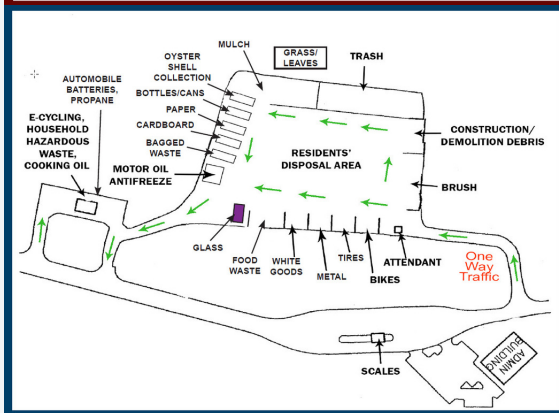 MULCH
GRASS/
LEAVES
TRASH
OYSTER
SHELL
COLLECTION
AUTOMOBILE
BATTERIES,
PROPANE
BOTTLES/CANS
PAPER
CARDBOARD
BAGGED
WASTE
E-CYCLING,
HOUSEHOLD
HAZARDOUS
WASTE,
COOKING OIL
MOTOR OIL
ANTIFREEZE
RESIDENTS'
DISPOSAL AREA
CONSTRUCTION/
DEMOLITION DEBRIS
BRUSH
GLASS
FOOD
WASTE
WHITE
GOODS
METAL
TIRES
BIKES
ATTENDANT
One
Way
Traffic
SCALES
ADMIN
BUILDING